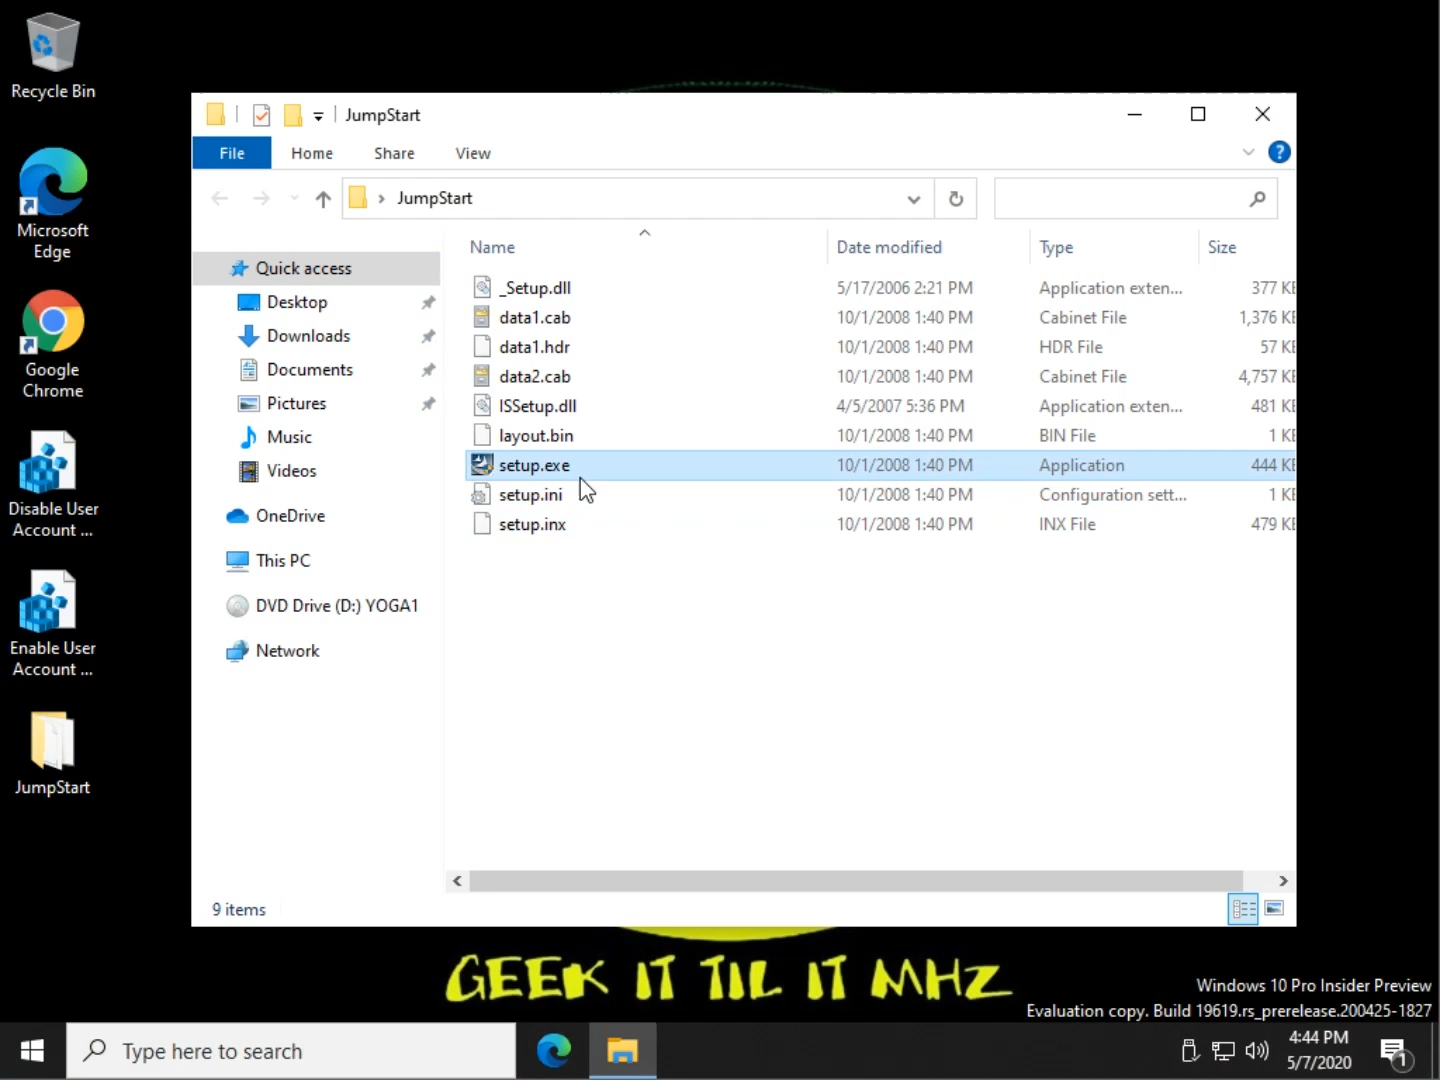 Recycle Bin
Microsoft
Edge
Google
Chrome
Disable User
Account ...
Enable User
Account ...
JumpStart
JumpStart
File
Home
Share
View
?
JumpStart
Name
Date modified
Type
Size
Quick access
Desktop
Downloads
Documents
Pictures
Music
Videos
OneDrive
This PC
DVD Drive (D:) YOGA1
Network
_Setup.dll 5/17/2006 2:21 PM Application exten... 377 KB
data1.cab 10/1/2008 1:40 PM Cabinet File 1,376 KB
data1.hdr 10/1/2008 1:40 PM HDR File 57 KB
data2.cab 10/1/2008 1:40 PM Cabinet File 4,757 KB
ISSetup.dll 4/5/2007 5:36 PM Application exten... 481 KB
layout.bin 10/1/2008 1:40 PM BIN File 1 KB
setup.exe 10/1/2008 1:40 PM Application 444 KB
setup.ini 10/1/2008 1:40 PM Configuration sett... 1 KB
setup.inx 10/1/2008 1:40 PM INX File 479 KB
9 items
GEEK IT TIL IT MHZ
Windows 10 Pro Insider Preview
Evaluation copy. Build 19619.rs_prerelease.200425-1827
Type here to search
4:44 PM
5/7/2020
1